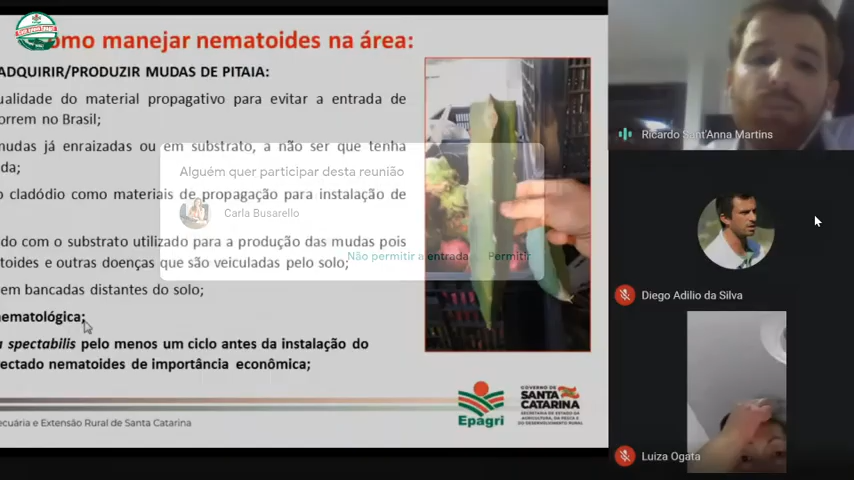 omo manejar nematoides na área:
ADQUIRIR/PRODUZIR MUDAS DE PITAIA:
ualidade do material propagativo para evitar a entrada de
orrem no Brasil;
mudas já enraizadas ou em substrato, a não ser que tenha
da;
o cladódio como materiais de propagação para instalação de
do com o substrato utilizado para a produção das mudas pois
toides e outras doenças que são veiculadas pelo solo;
em bancadas distantes do solo;
nematológica;
a spectabilis pelo menos um ciclo antes da instalação do
ectado nematoides de importância econômica;
Alguém quer participar desta reunião
Carla Busarello
Não permitir a entrada
Permitir
Epagri
GOVERNO DE
SANTA
CATARINA
SECRETARIA DE ESTADO DA
AGRICULTURA, DA PESCA E
DO DESENVOLVIMENTO RURAL
ecuária e Extensão Rural de Santa Catarina
Ricardo Sant'Anna Martins
Diego Adilio da Silva
Luiza Ogata